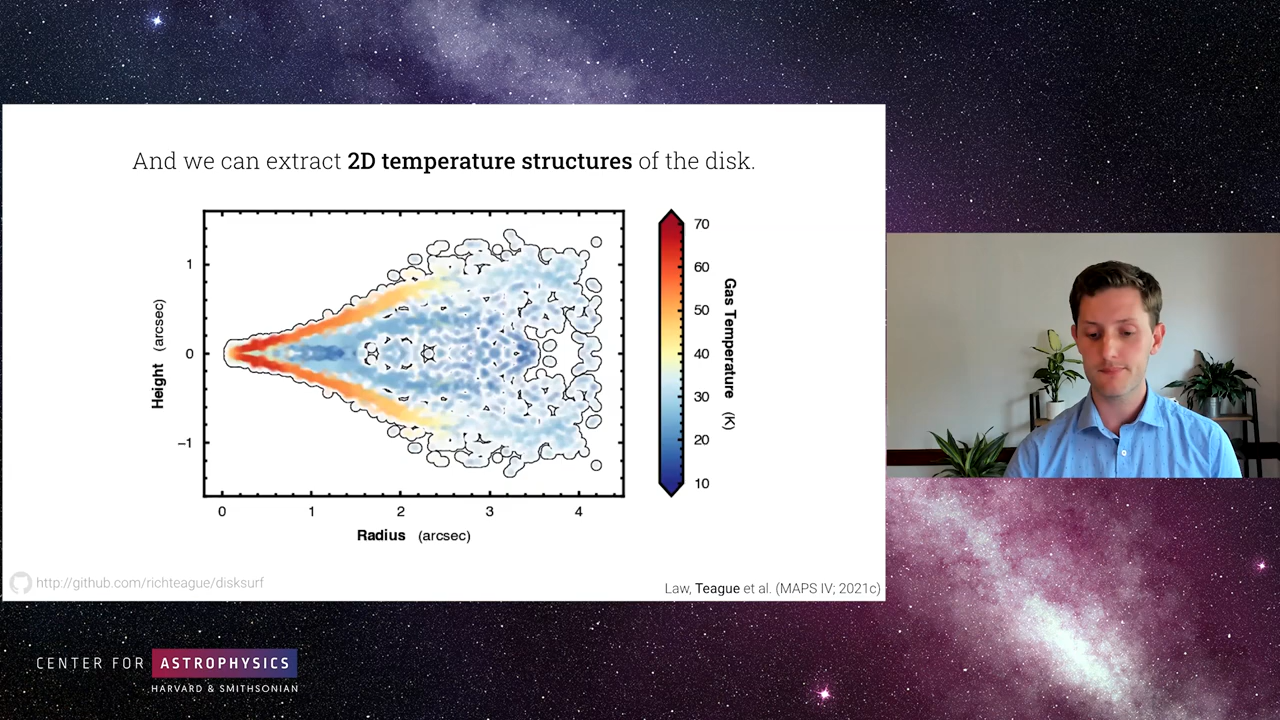 And we can extract 2D temperature structures of the disk.
70
60
50
40
30
20
10
Gas Temperature (K)
1
0
−1
Height (arcsec)
0 1 2 3 4
Radius (arcsec)
http://github.com/richteague/disksurf
Law, Teague et al. (MAPS IV; 2021c)
CENTER FOR ASTROPHYSICS
HARVARD & SMITHSONIAN